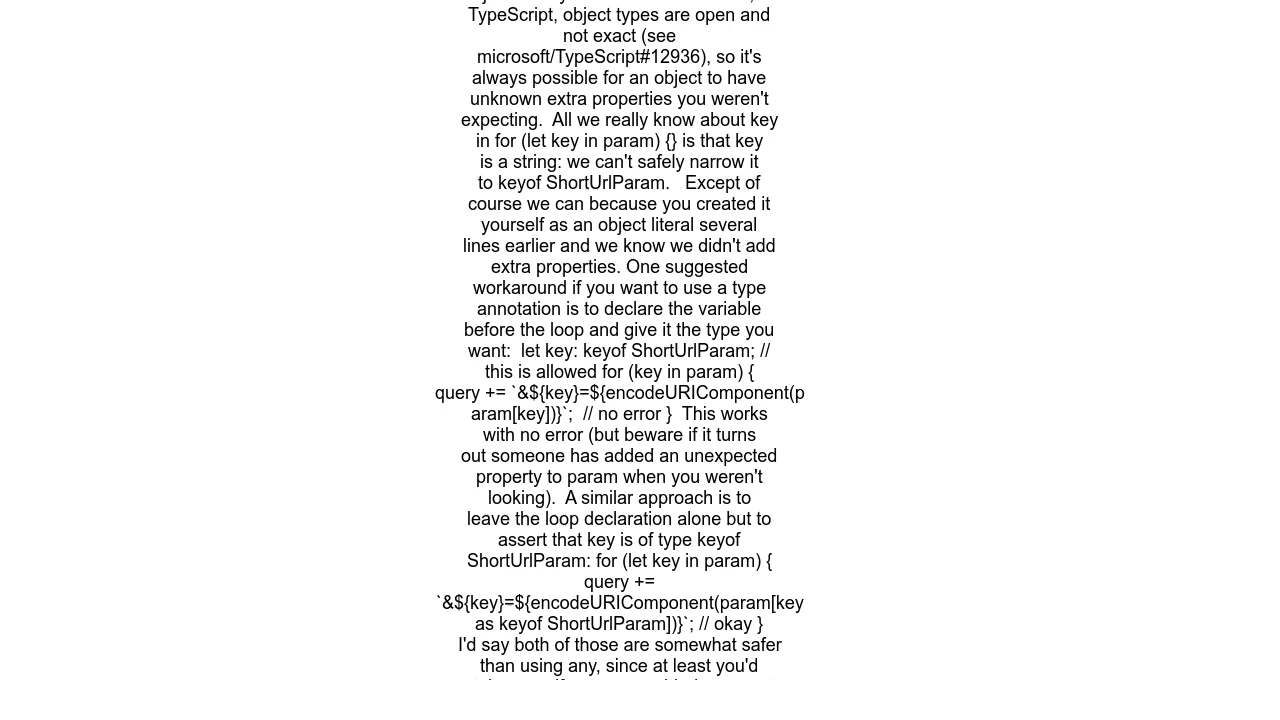 TypeScript, object types are open and
not exact (see
microsoft/TypeScript#12936), so it's
always possible for an object to have
unknown extra properties you weren't
expecting.  All we really know about key
in for (let key in param) {} is that key
is a string: we can't safely narrow it
to keyof ShortUrlParam.   Except of
course we can because you created it
yourself as an object literal several
lines earlier and we know we didn't add
extra properties. One suggested
workaround if you want to use a type
annotation is to declare the variable
before the loop and give it the type you
want:  let key: keyof ShortUrlParam; //
this is allowed for (key in param) {
query += `&${key}=${encodeURIComponent(p
aram[key])}`;  // no error }  This works
with no error (but beware if it turns
out someone has added an unexpected
property to param when you weren't
looking).  A similar approach is to
leave the loop declaration alone but to
assert that key is of type keyof
ShortUrlParam: for (let key in param) {
query +=
`&${key}=${encodeURIComponent(param[key
as keyof ShortUrlParam])}`; // okay }
I'd say both of those are somewhat safer
than using any, since at least you'd